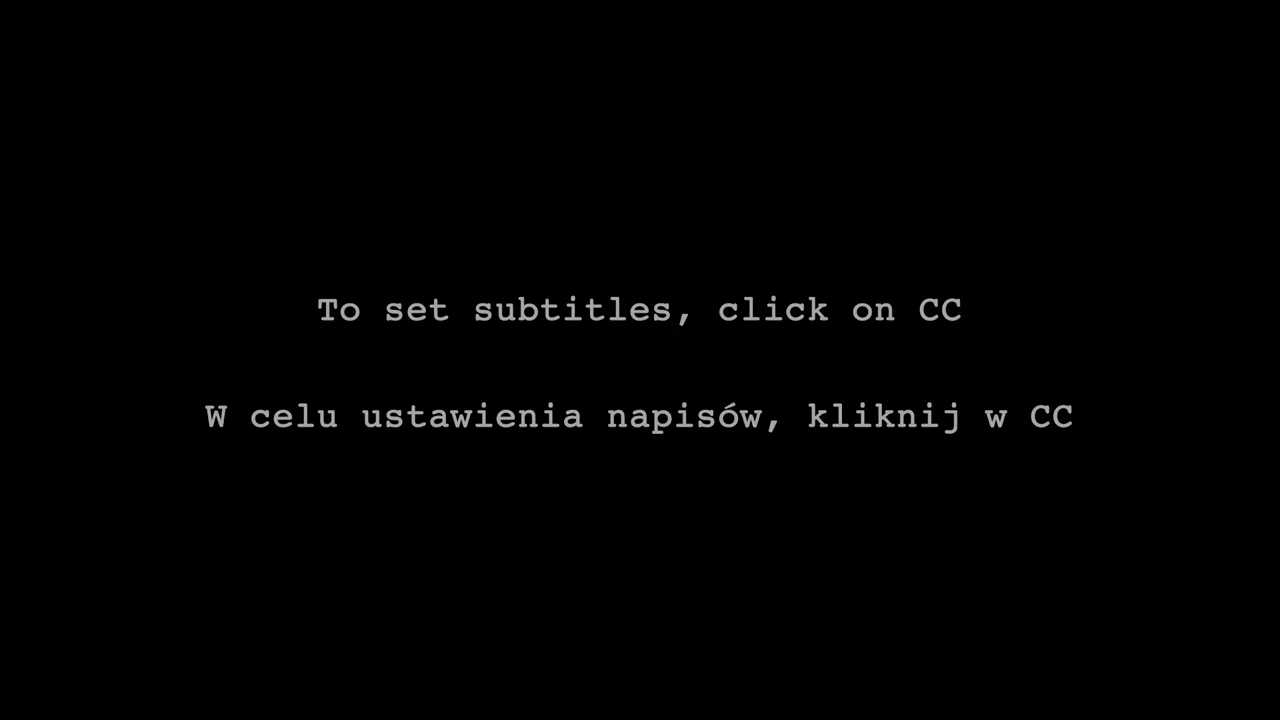 To set subtitles, click on CC
W celu ustawienia napisów, kliknij w CC